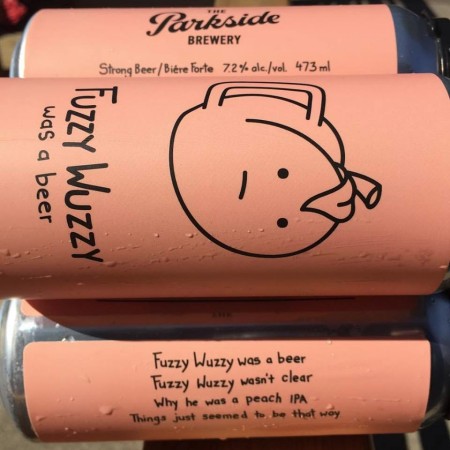 THE
Parkside
BREWERY
Strong Beer/Bière Forte 7.2% alc./vol. 473 ml
Fuzzy Wuzzy
was a beer
Fuzzy Wuzzy was a beer
Fuzzy Wuzzy wasn't clear
Why he was a peach IPA
Things just seemed to be that way